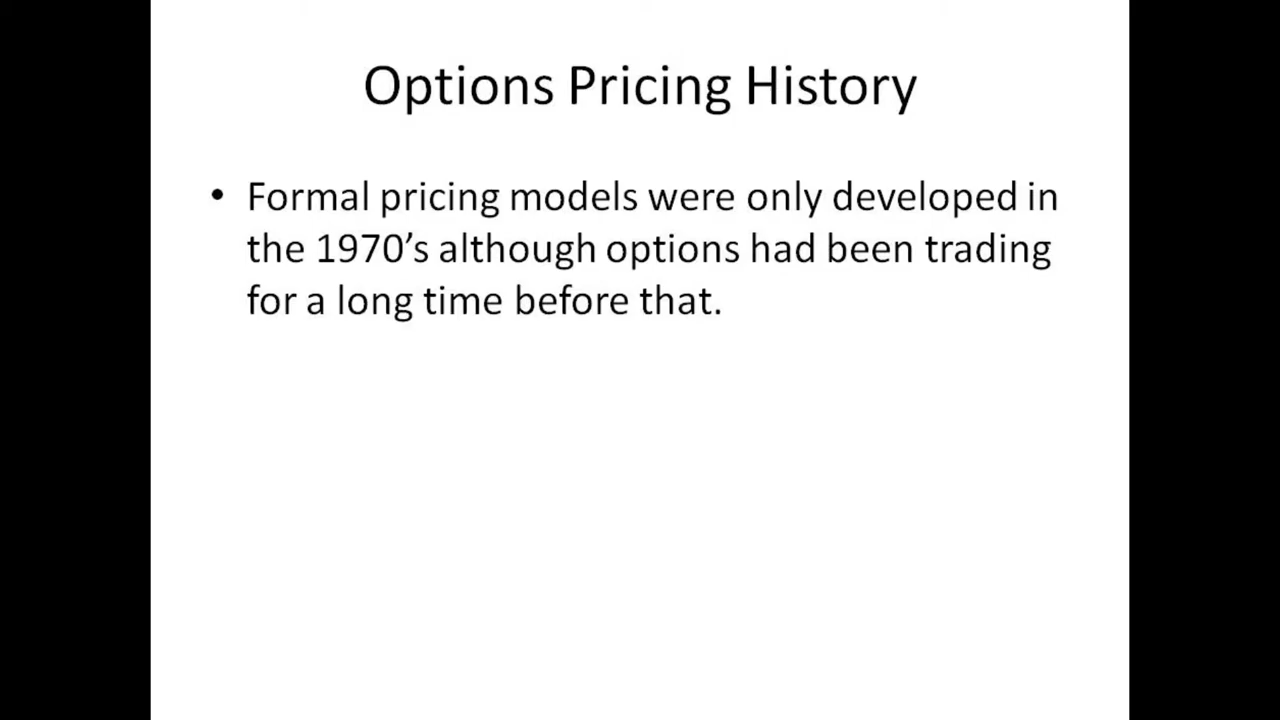 Options Pricing History
• Formal pricing models were only developed in
the 1970’s although options had been trading
for a long time before that.